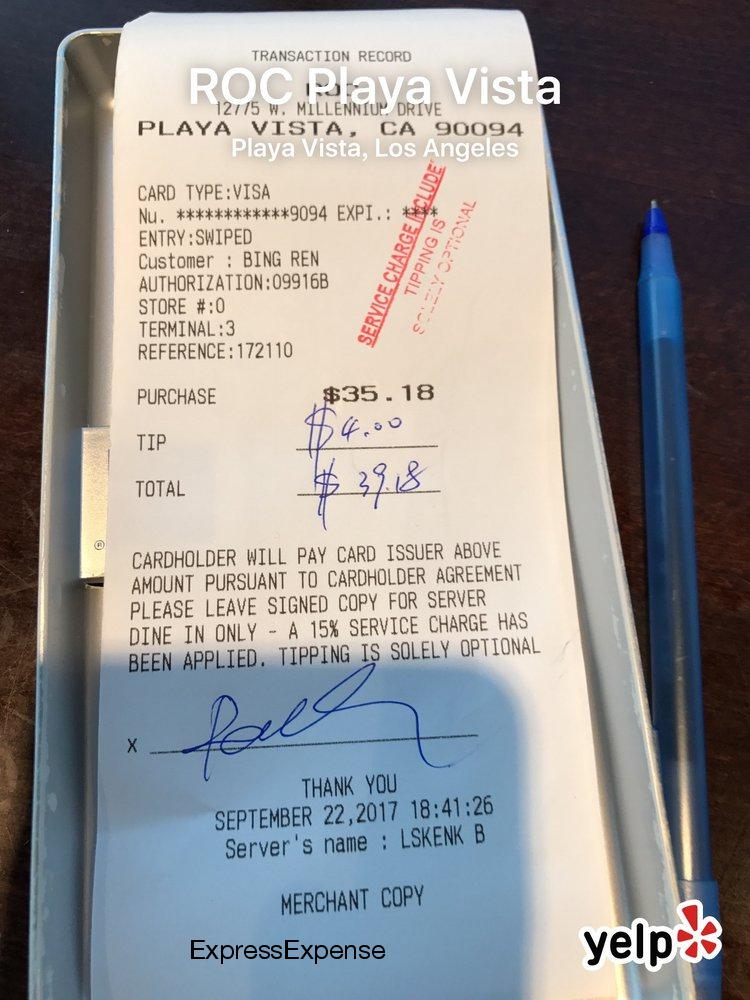 TRANSACTION RECORD
ROC Playa Vista
12775 W. MILLENNIUM DRIVE
PLAYA VISTA, CA 90094
Playa Vista, Los Angeles
CARD TYPE:VISA
Nu. ************9094 EXPI.: ****
ENTRY:SWIPED
Customer : BING REN
AUTHORIZATION:09916B
STORE #:0
TERMINAL:3
REFERENCE:172110
SERVICE CHARGE INCLUDE
TIPPING IS
SOLELY OPTIONAL
PURCHASE $35.18
TIP $4.00
TOTAL $39.18
CARDHOLDER WILL PAY CARD ISSUER ABOVE
AMOUNT PURSUANT TO CARDHOLDER AGREEMENT
PLEASE LEAVE SIGNED COPY FOR SERVER
DINE IN ONLY - A 15% SERVICE CHARGE HAS
BEEN APPLIED. TIPPING IS SOLELY OPTIONAL
X
THANK YOU
SEPTEMBER 22,2017 18:41:26
Server's name : LSKENK B
MERCHANT COPY
ExpressExpense
yelp